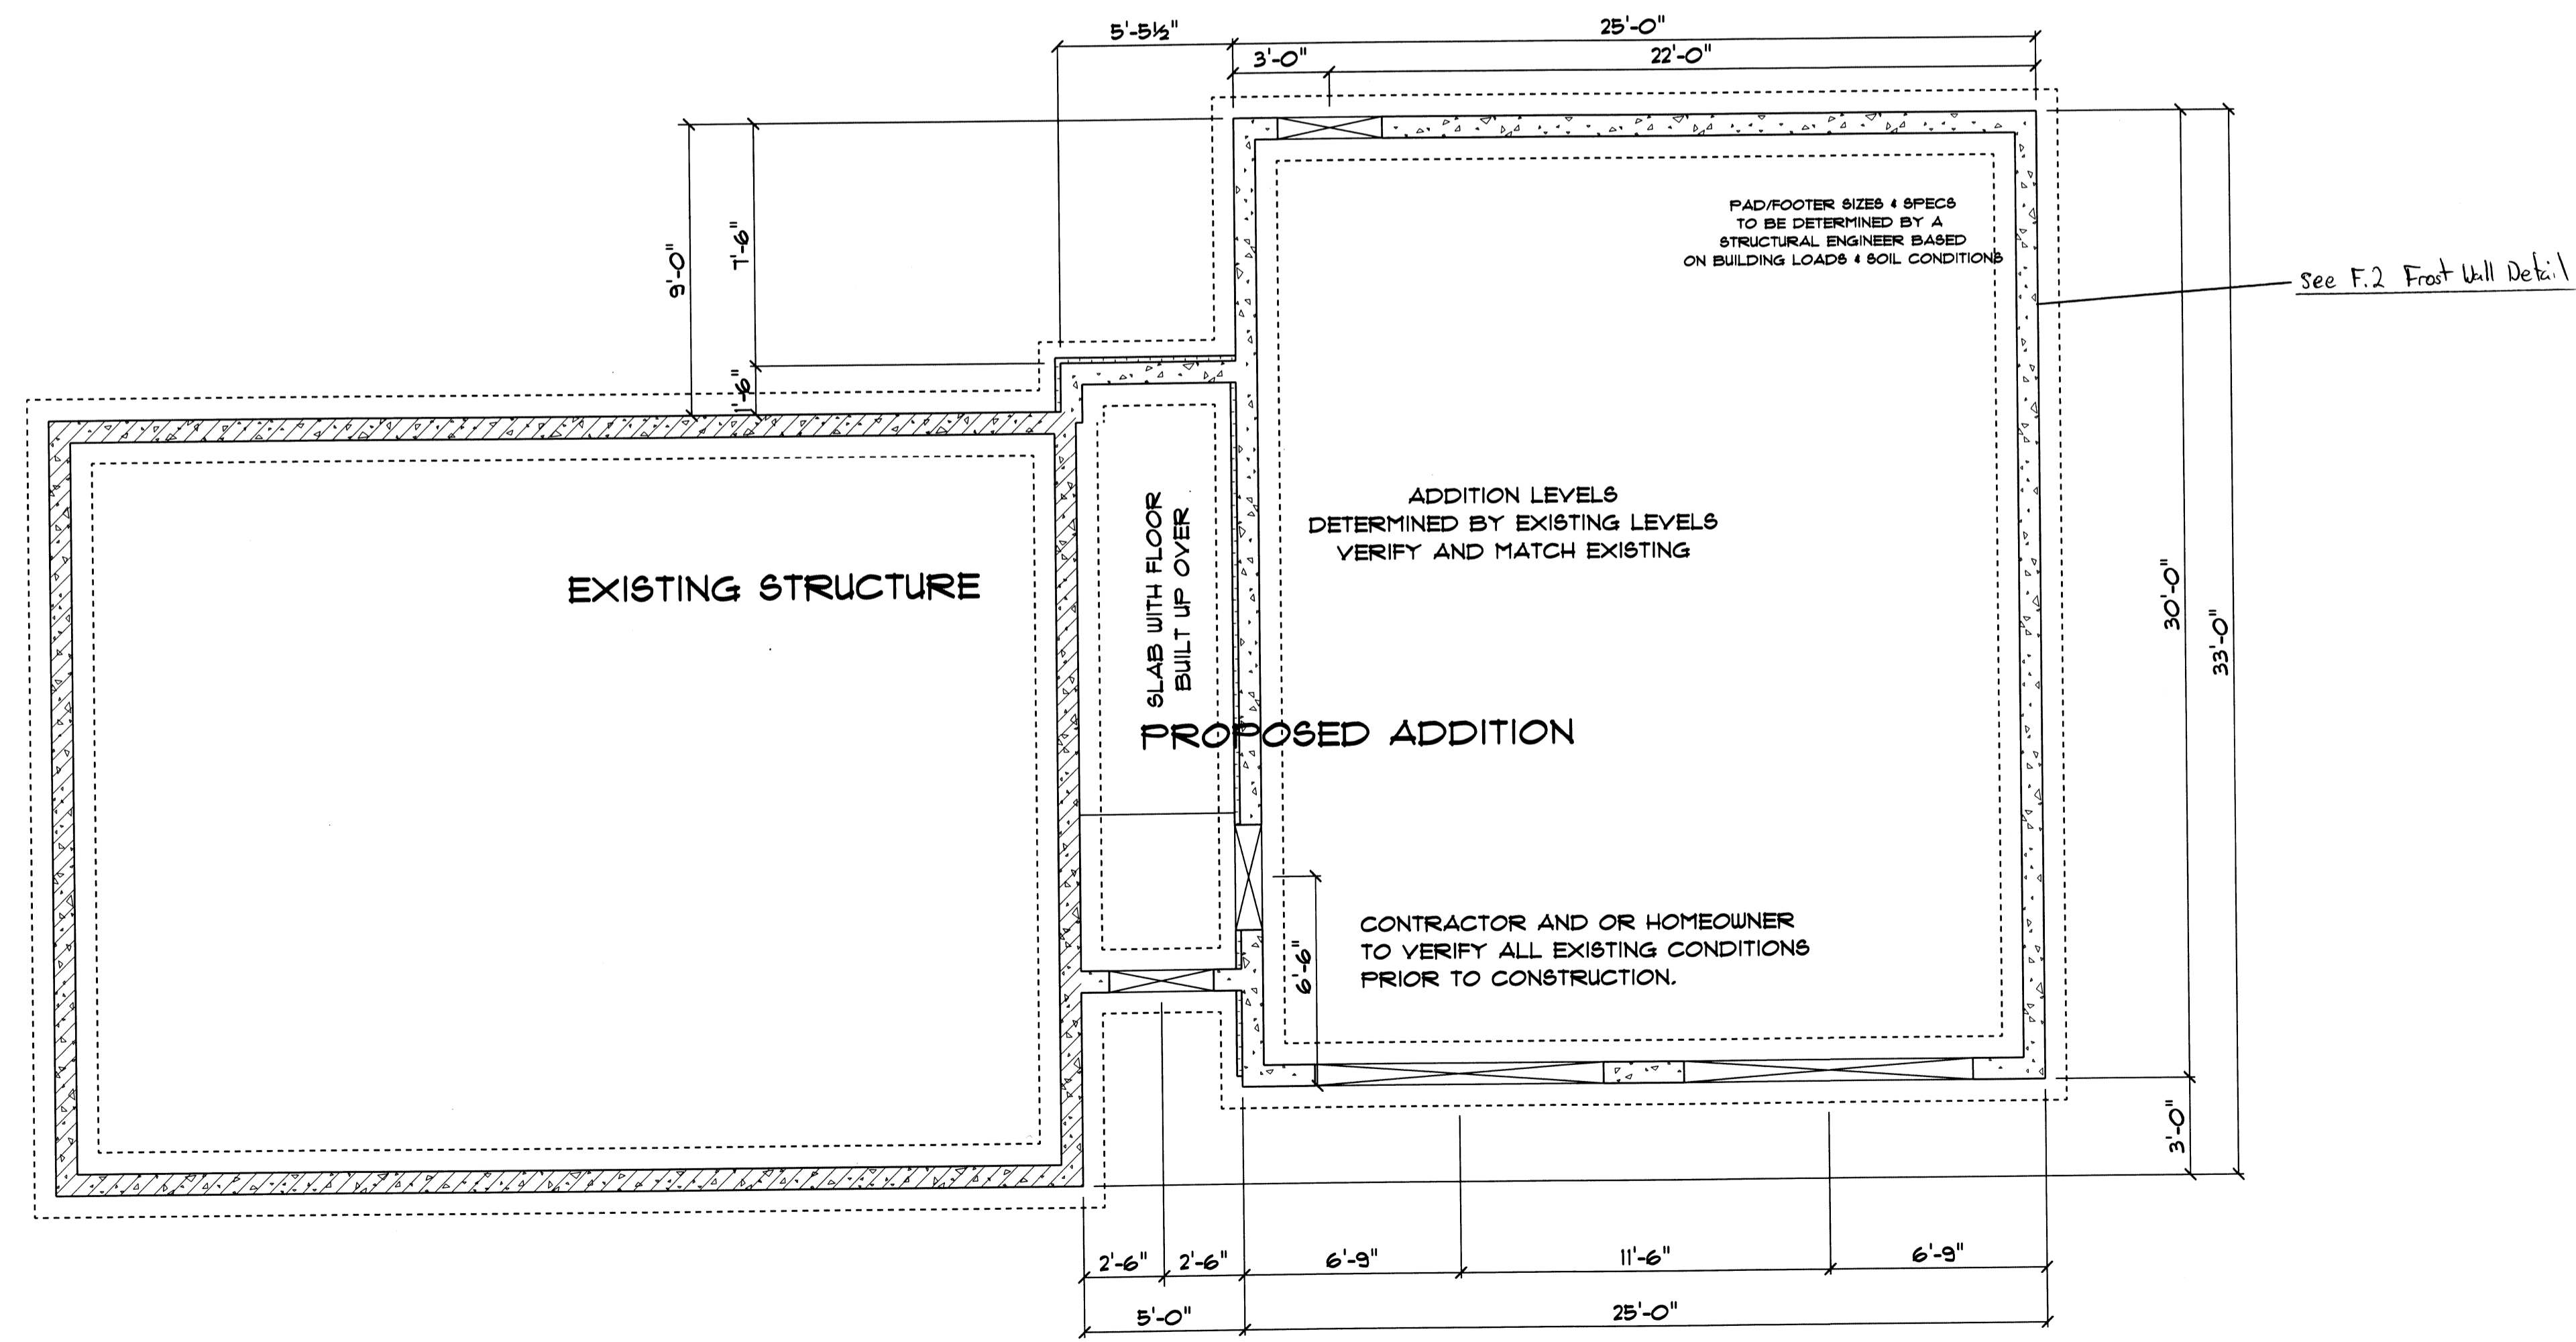 5'-5½"
25'-0"
3'-0"
22'-0"
9'-0"
7'-6"
1'-6"
PAD/FOOTER SIZES & SPECS
TO BE DETERMINED BY A
STRUCTURAL ENGINEER BASED
ON BUILDING LOADS & SOIL CONDITIONS
See F.2 Frost Wall Detail
ADDITION LEVELS
DETERMINED BY EXISTING LEVELS
VERIFY AND MATCH EXISTING
EXISTING STRUCTURE
SLAB WITH FLOOR
BUILT UP OVER
PROPOSED ADDITION
30'-0"
33'-0"
CONTRACTOR AND OR HOMEOWNER
TO VERIFY ALL EXISTING CONDITIONS
PRIOR TO CONSTRUCTION.
6'-6"
3'-0"
2'-6"
2'-6"
6'-9"
11'-6"
6'-9"
5'-0"
25'-0"